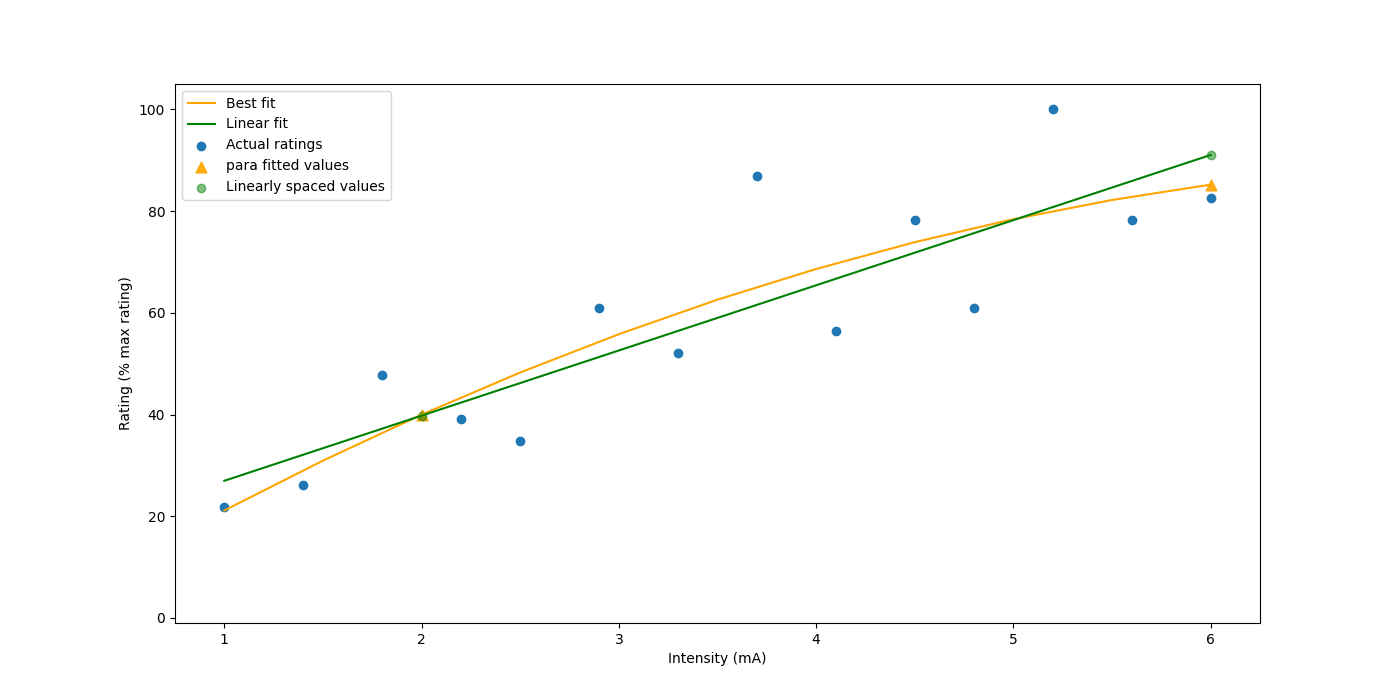 Best fit
Linear fit
Actual ratings
para fitted values
Linearly spaced values
Rating (% max rating)
100
80
60
40
20
0
1 2 3 4 5 6
Intensity (mA)